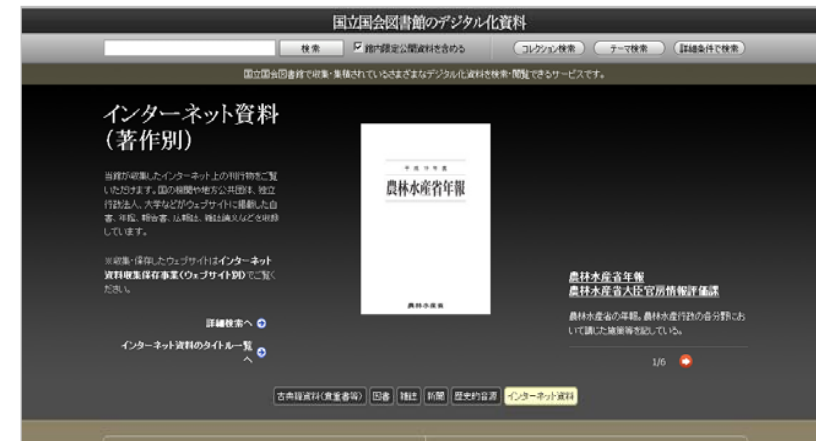 国立国会図書館のデジタル化資料
検索
館内限定公開資料を含める
コレクション検索
テーマ検索
詳細条件で検索
国立国会図書館で収集・集積されているさまざまなデジタル化資料を検索・閲覧できるサービスです。
インターネット資料
(著作別)
当館が収集したインターネット上の刊行物をご覧
いただけます。国の機関や地方公共団体、独立
行政法人、大学などがウェブサイトに掲載した白
書、年鑑、報告書、広報誌、雑誌論文などを収録
しています。
※収集・保存したウェブサイトはインターネット
資料収集保存事業(ウェブサイト別)でご覧く
ださい。
詳細検索へ
インターネット資料のタイトル一覧
へ
農林水産省年報
農林水産省
農林水産省年報
農林水産省大臣官房情報評価課
農林水産省の年報。農林水産行政の各分野にお
いて講じた施策等を記している。
1/6
古典籍資料(貴重書等)
図書
雑誌
新聞
歴史的音源
インターネット資料